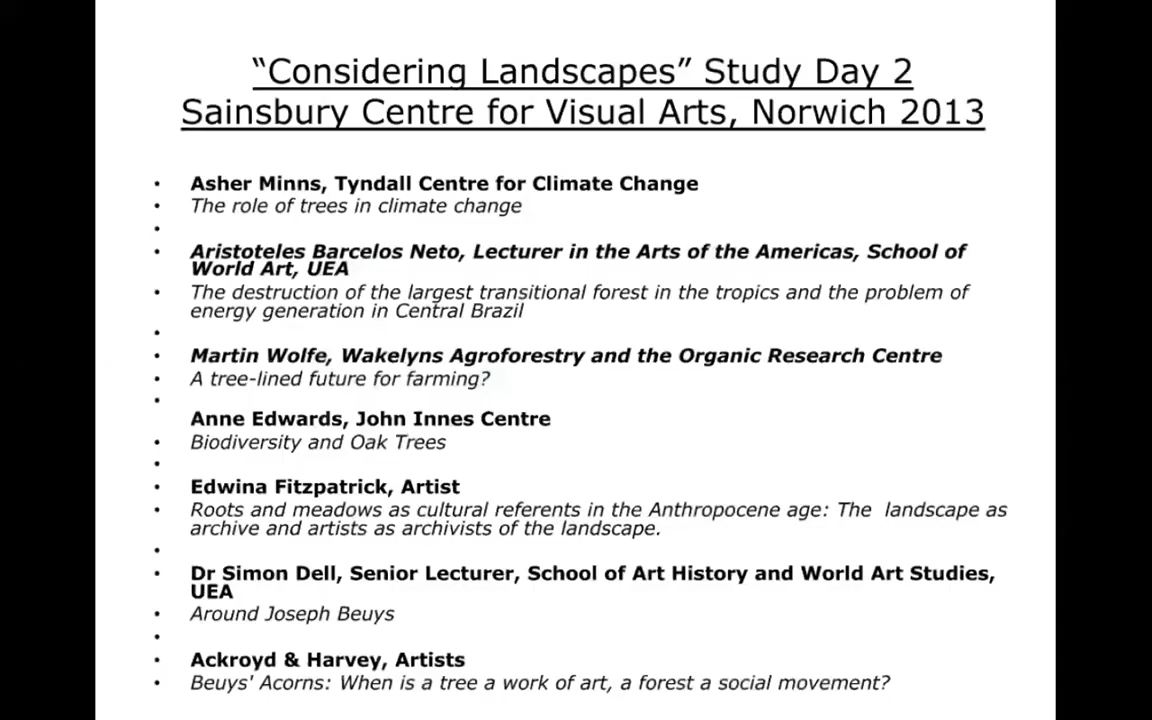 “Considering Landscapes” Study Day 2
Sainsbury Centre for Visual Arts, Norwich 2013
• Asher Minns, Tyndall Centre for Climate Change
• The role of trees in climate change
•
• Aristoteles Barcelos Neto, Lecturer in the Arts of the Americas, School of
World Art, UEA
• The destruction of the largest transitional forest in the tropics and the problem of
energy generation in Central Brazil
•
• Martin Wolfe, Wakelyns Agroforestry and the Organic Research Centre
• A tree-lined future for farming?
•
Anne Edwards, John Innes Centre
• Biodiversity and Oak Trees
•
• Edwina Fitzpatrick, Artist
• Roots and meadows as cultural referents in the Anthropocene age: The landscape as
archive and artists as archivists of the landscape.
•
• Dr Simon Dell, Senior Lecturer, School of Art History and World Art Studies,
UEA
• Around Joseph Beuys
•
• Ackroyd & Harvey, Artists
• Beuys' Acorns: When is a tree a work of art, a forest a social movement?